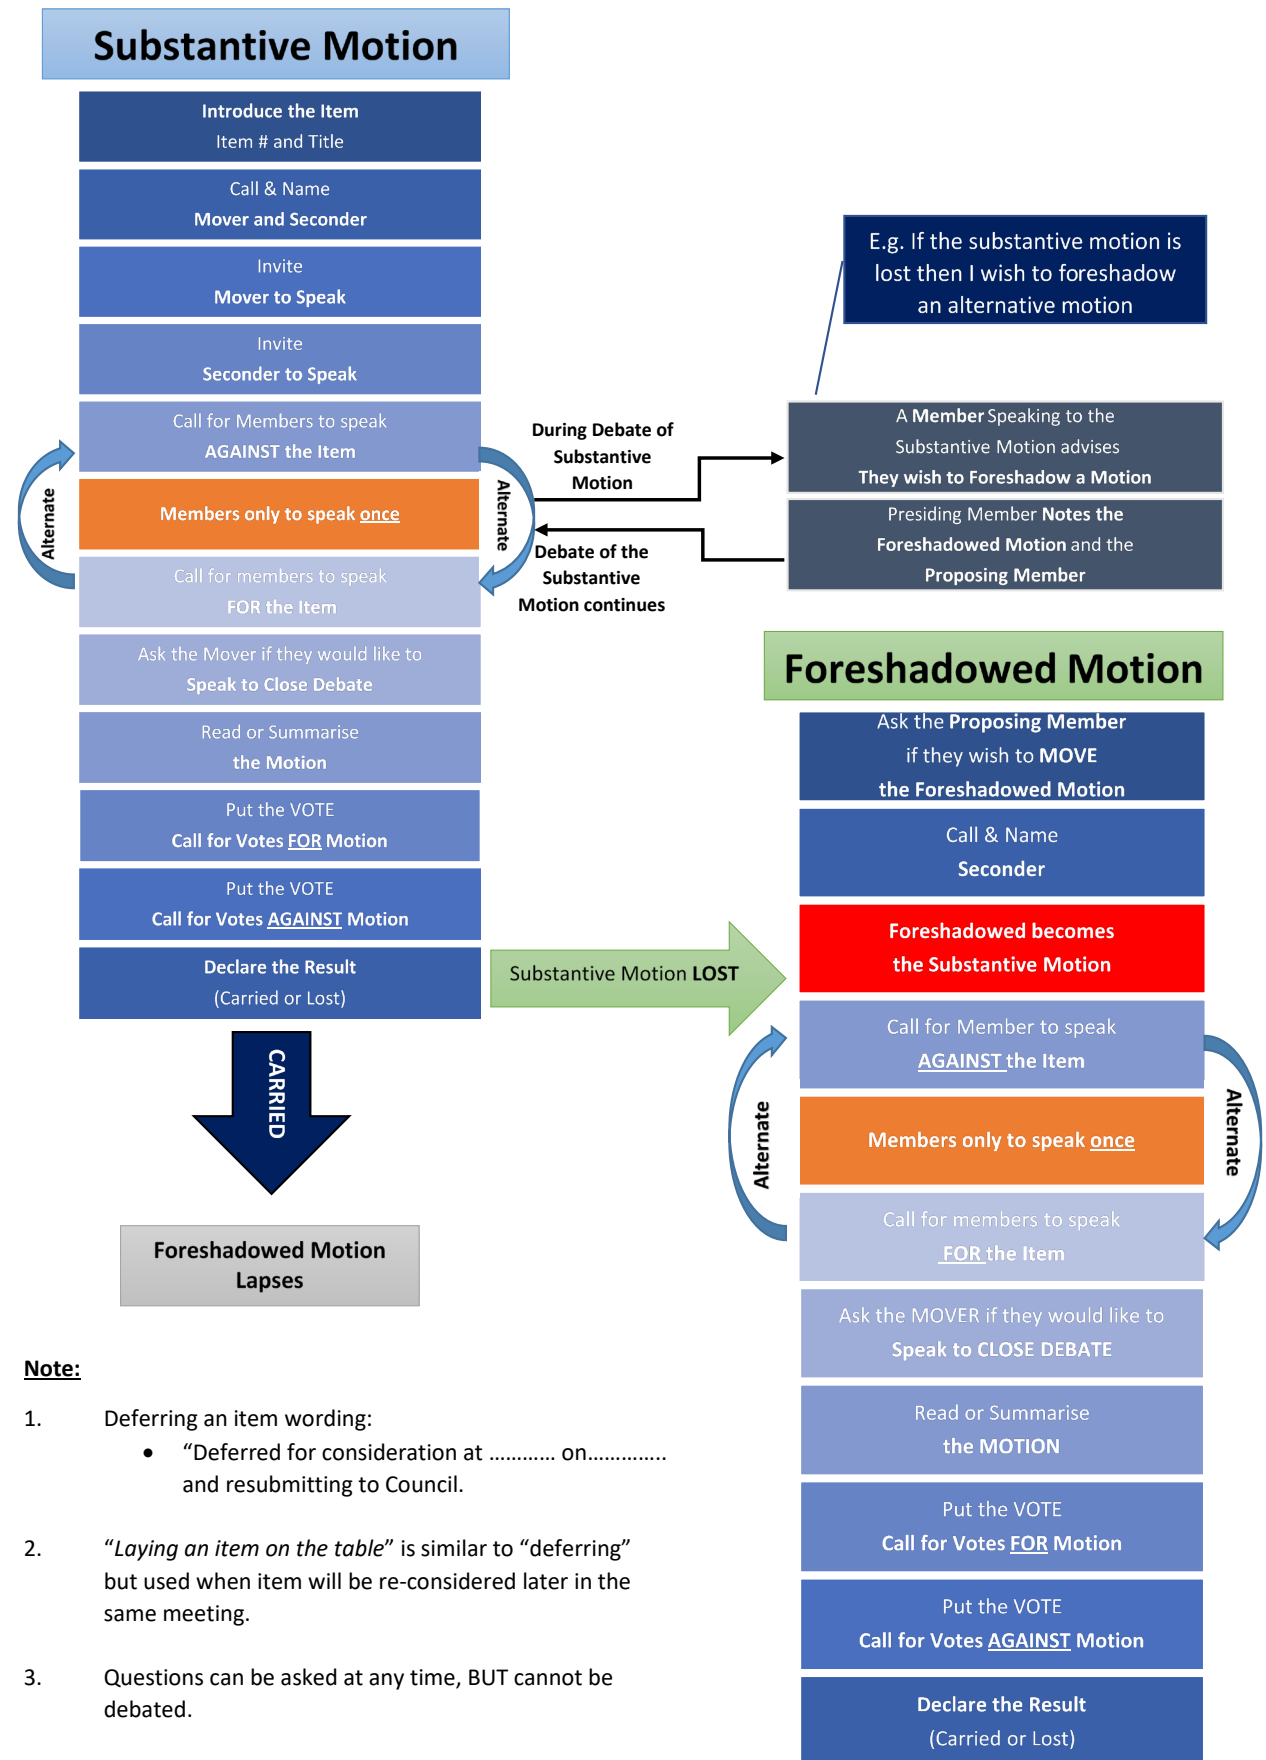 Substantive Motion
Introduce the Item
Item # and Title
Call & Name
Mover and Seconder
Invite
Mover to Speak
Invite
Seconder to Speak
Call for Members to speak
AGAINST the Item
Members only to speak once
Call for members to speak
FOR the Item
Alternate
Alternate
Ask the Mover if they would like to
Speak to Close Debate
Read or Summarise
the Motion
Put the VOTE
Call for Votes FOR Motion
Put the VOTE
Call for Votes AGAINST Motion
Declare the Result
(Carried or Lost)
CARRIED
Foreshadowed Motion
Lapses
During Debate of
Substantive
Motion
Debate of the
Substantive
Motion continues
E.g. If the substantive motion is
lost then I wish to foreshadow
an alternative motion
A Member Speaking to the
Substantive Motion advises
They wish to Foreshadow a Motion
Presiding Member Notes the
Foreshadowed Motion and the
Proposing Member
Substantive Motion LOST
Foreshadowed Motion
Ask the Proposing Member
if they wish to MOVE
the Foreshadowed Motion
Call & Name
Seconder
Foreshadowed becomes
the Substantive Motion
Call for Member to speak
AGAINST the Item
Members only to speak once
Call for members to speak
FOR the Item
Alternate
Alternate
Ask the MOVER if they would like to
Speak to CLOSE DEBATE
Read or Summarise
the MOTION
Put the VOTE
Call for Votes FOR Motion
Put the VOTE
Call for Votes AGAINST Motion
Declare the Result
(Carried or Lost)
Note:
1. Deferring an item wording:
• “Deferred for consideration at ………… on…………..
and resubmitting to Council.
2. “Laying an item on the table” is similar to “deferring”
but used when item will be re-considered later in the
same meeting.
3. Questions can be asked at any time, BUT cannot be
debated.